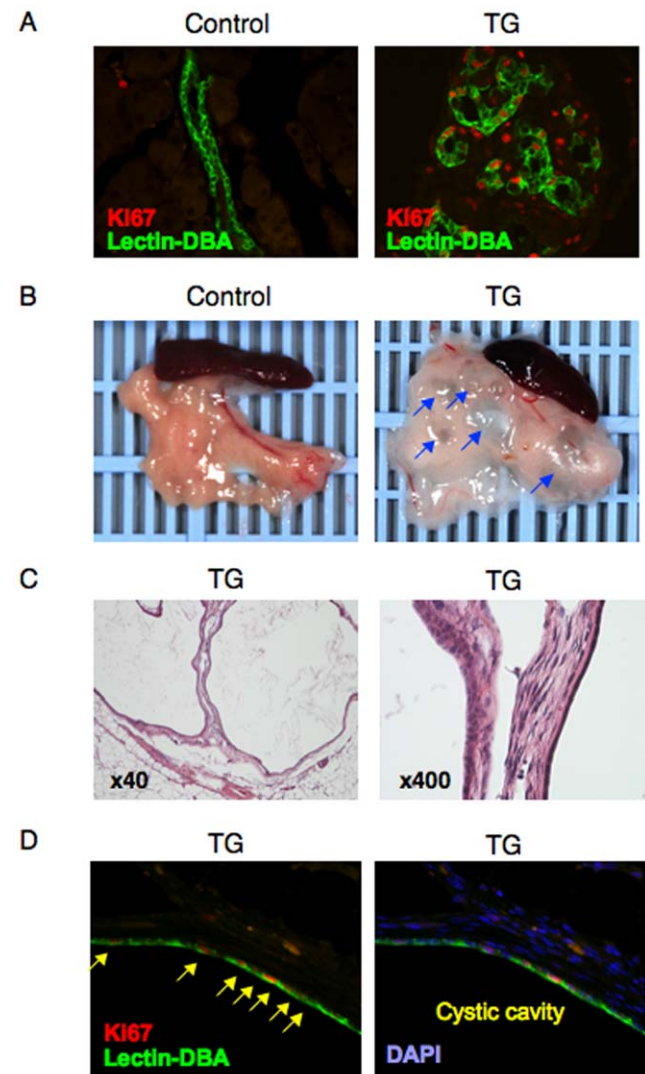 A
Control
TG
KI67
Lectin-DBA
KI67
Lectin-DBA
B
Control
TG
C
TG
TG
x40
x400
D
TG
TG
KI67
Lectin-DBA
Cystic cavity
DAPI